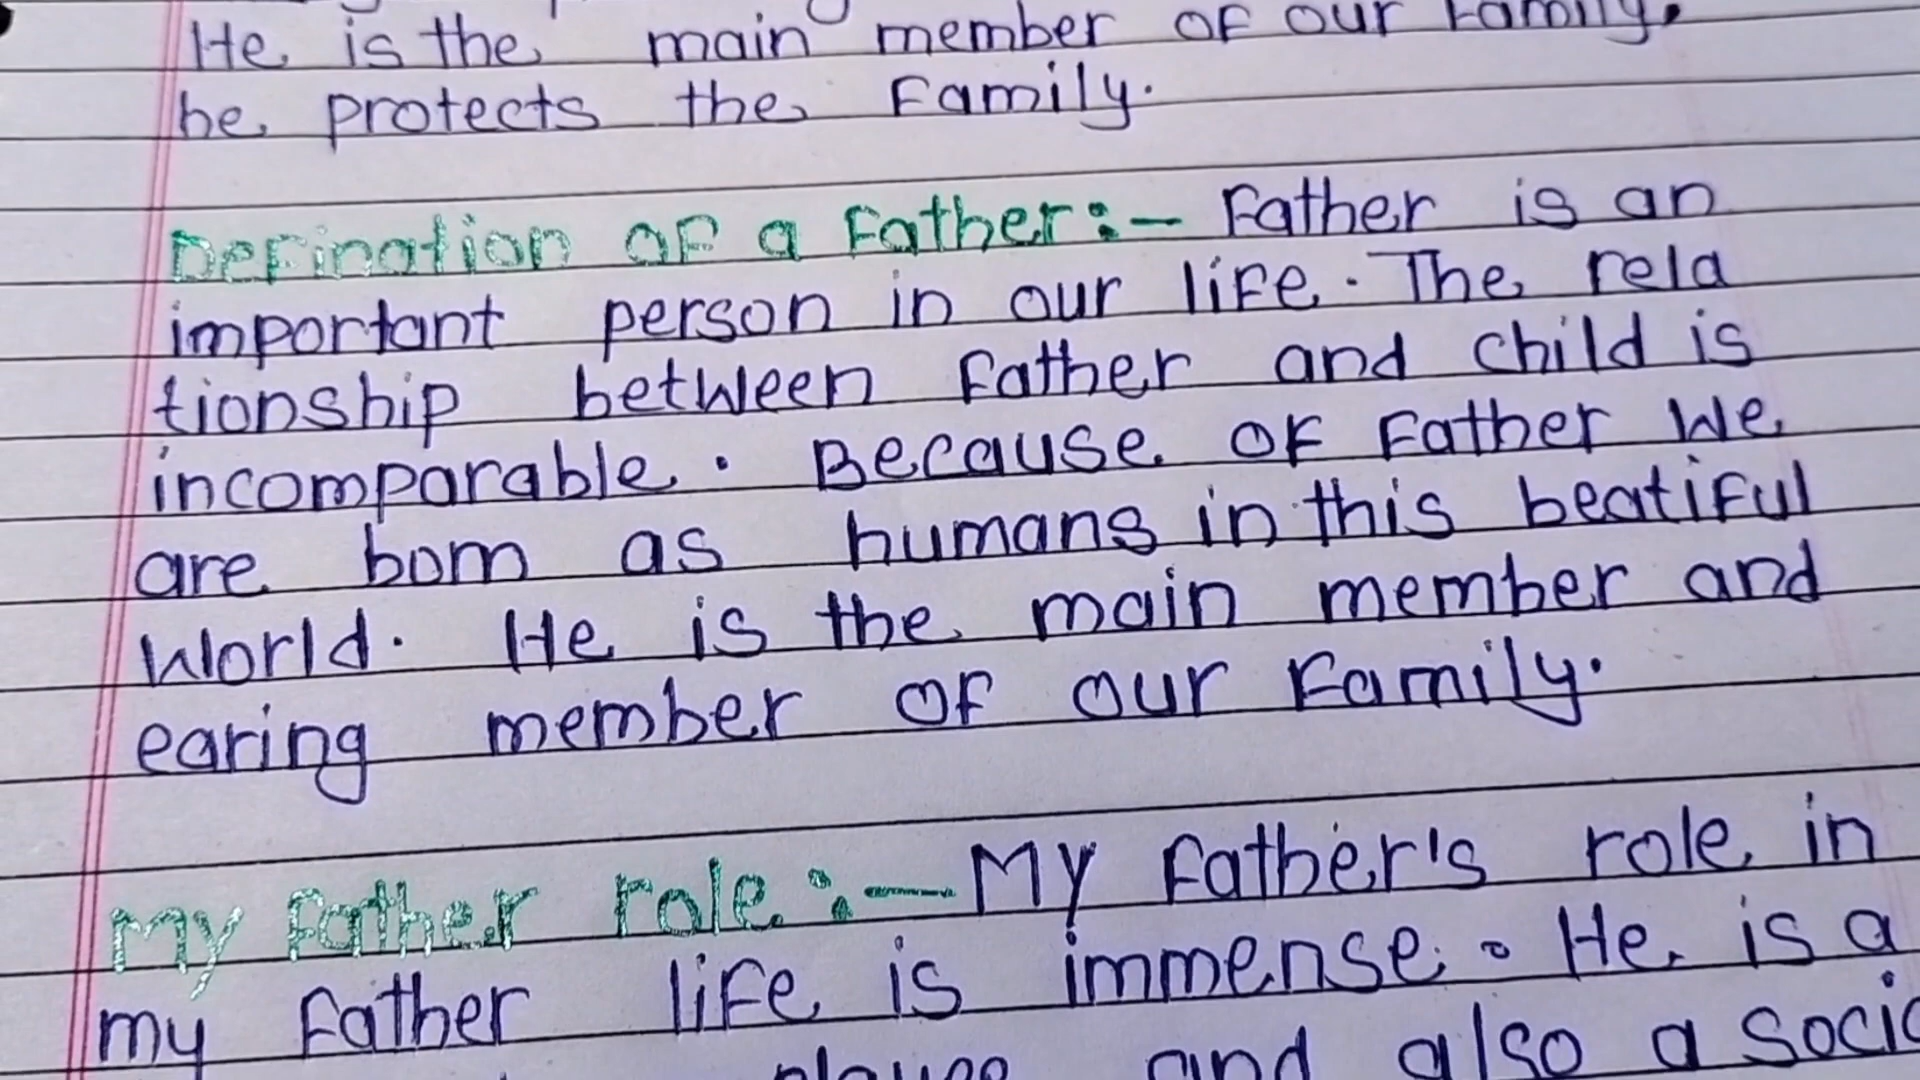 He is the main member of our family.
he protects the family.
Defination of a father:- Father is an
important person in our life. The rela
tionship between father and child is
incomparable. Because of father we
are born as humans in this beatiful
world. He is the main member and
earing member of our family.
My father role:- My father's role in
my father life is immense. He is a
and also a